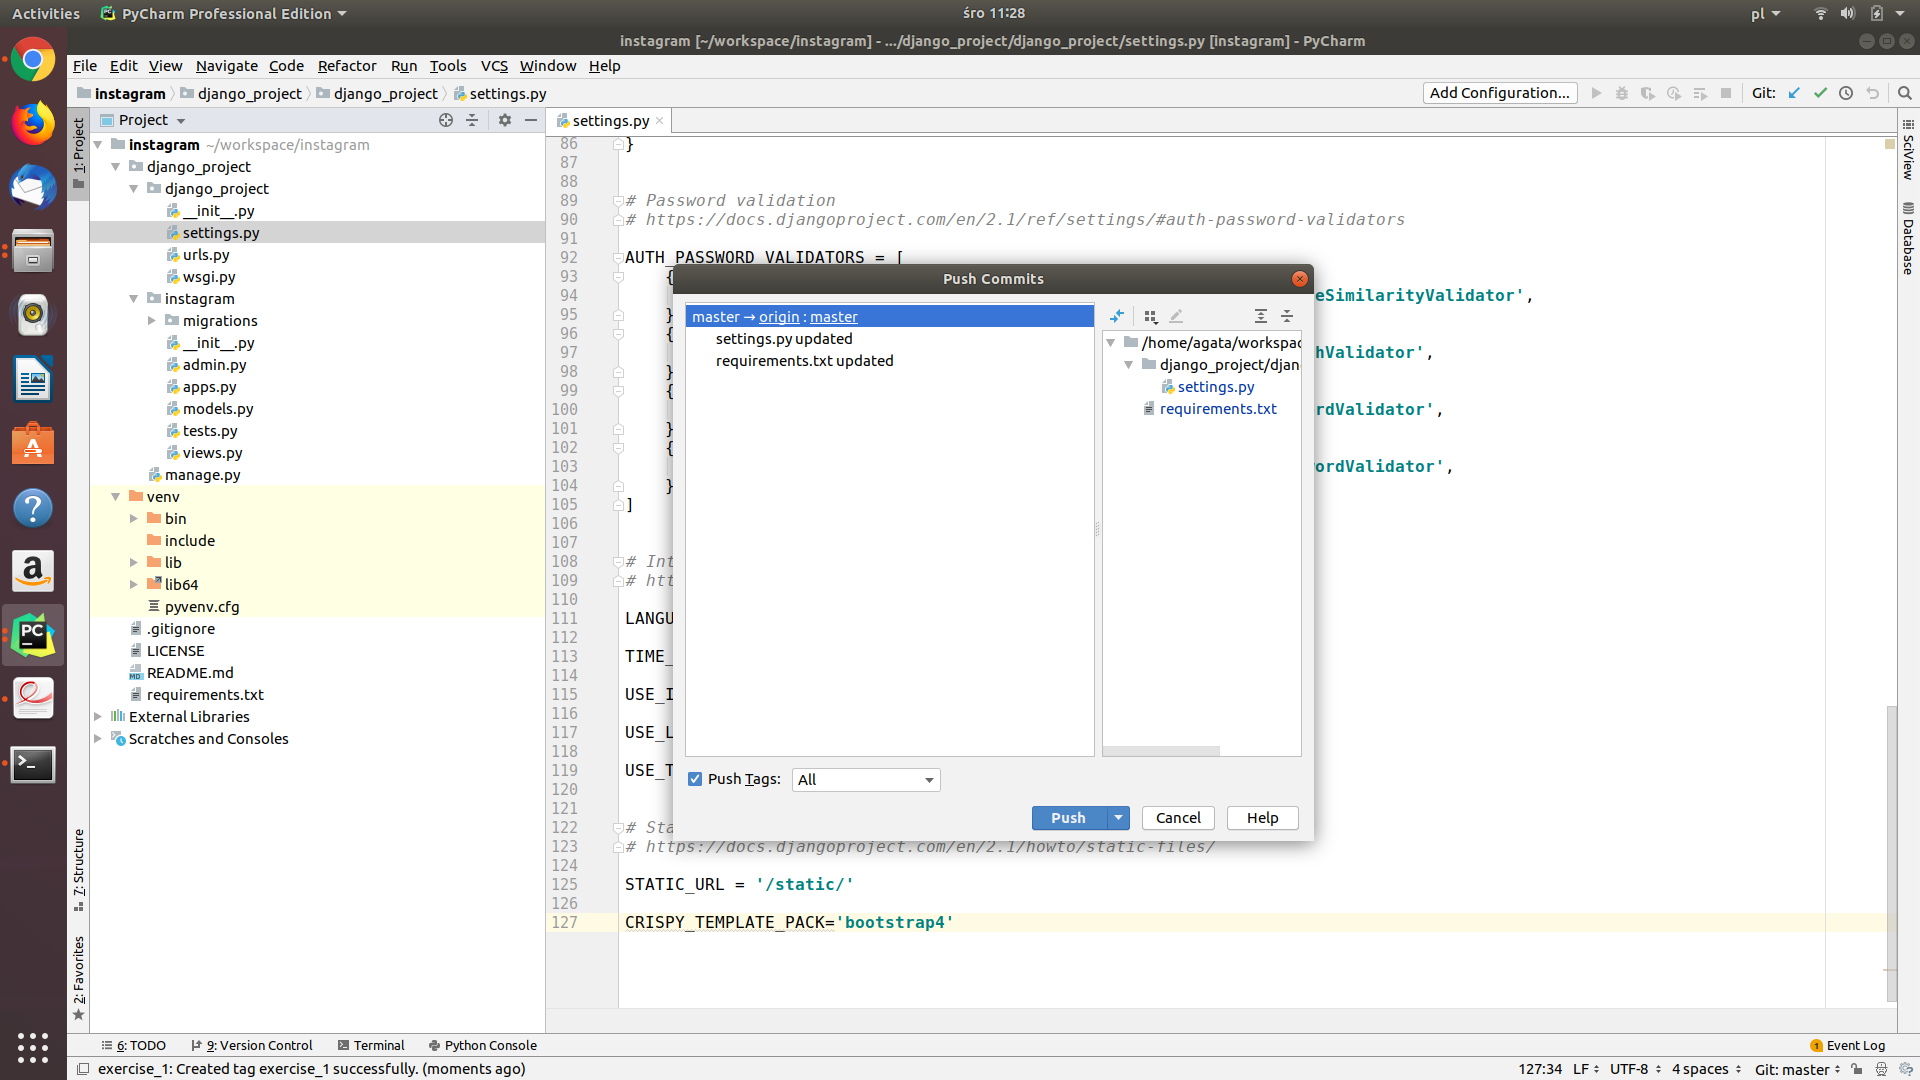 Activities
PyCharm Professional Edition
śro 11:28
pl
instagram [~/workspace/instagram] - .../django_project/django_project/settings.py [instagram] - PyCharm
File Edit View Navigate Code Refactor Run Tools VCS Window Help
instagram django_project django_project settings.py
Add Configuration... Git:
1: Project
Project
settings.py
instagram ~/workspace/instagram
django_project
django_project
__init__.py
settings.py
urls.py
wsgi.py
instagram
migrations
__init__.py
admin.py
apps.py
models.py
tests.py
views.py
manage.py
venv
bin
include
lib
lib64
pyvenv.cfg
.gitignore
LICENSE
README.md
requirements.txt
External Libraries
Scratches and Consoles
7: Structure
2: Favorites
86 }
87
88
89 # Password validation
90 # https://docs.djangoproject.com/en/2.1/ref/settings/#auth-password-validators
91
92 AUTH_PASSWORD_VALIDATORS = [
93 {
94 eSimilarityValidator',
95 }
96 {
97 hValidator',
98 }
99 {
100 rdValidator',
101 }
102 {
103 ordValidator',
104 }
105 ]
106
107
108 # Int
109 # htt
110
111 LANGU
112
113 TIME_
114
115 USE_I
116
117 USE_L
118
119 USE_T
120
121
122 # Sta
123 # https://docs.djangoproject.com/en/2.1/howto/static-files/
124
125 STATIC_URL = '/static/'
126
127 CRISPY_TEMPLATE_PACK='bootstrap4'
Push Commits
master → origin : master
settings.py updated
requirements.txt updated
/home/agata/workspac
django_project/djan
settings.py
requirements.txt
Push Tags: All
Push Cancel Help
SciView
Database
6: TODO 9: Version Control Terminal Python Console
1 Event Log
exercise_1: Created tag exercise_1 successfully. (moments ago)
127:34 LF UTF-8 4 spaces Git: master